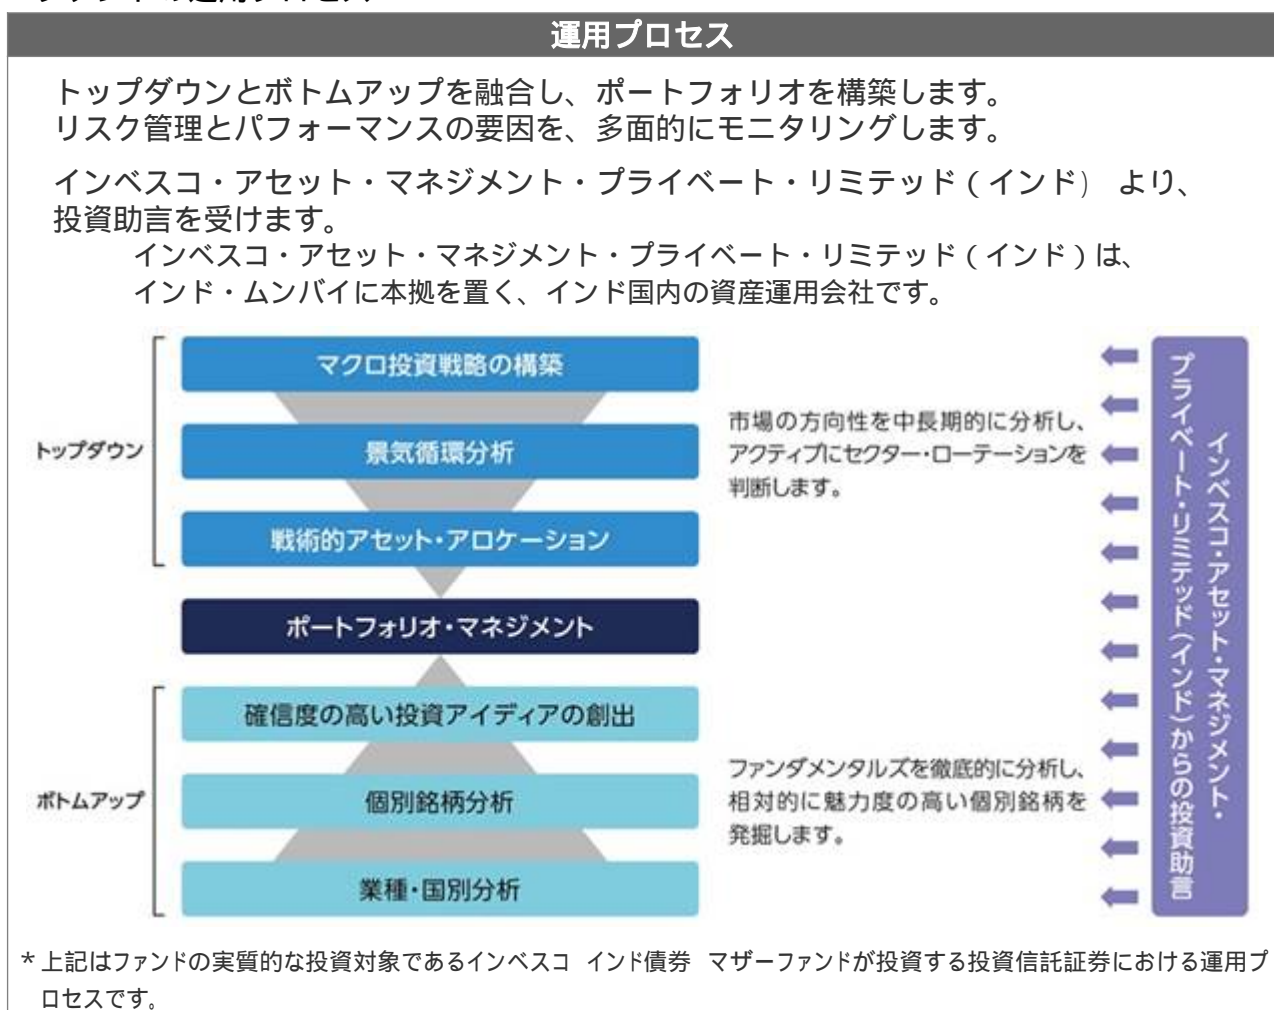 運用プロセス
トップダウンとボトムアップを融合し、ポートフォリオを構築します。
リスク管理とパフォーマンスの要因を、多面的にモニタリングします。
インベスコ・アセット・マネジメント・プライベート・リミテッド(インド) より、
投資助言を受けます。
インベスコ・アセット・マネジメント・プライベート・リミテッド(インド)は、
インド・ムンバイに本拠を置く、インド国内の資産運用会社です。
トップダウン
マクロ投資戦略の構築
景気循環分析
戦術的アセット・アロケーション
市場の方向性を中長期的に分析し、
アクティブにセクター・ローテーションを
判断します。
ポートフォリオ・マネジメント
ボトムアップ
確信度の高い投資アイディアの創出
個別銘柄分析
業種・国別分析
ファンダメンタルズを徹底的に分析し、
相対的に魅力度の高い個別銘柄を
発掘します。
インベスコ・アセット・マネジメント・
プライベート・リミテッド(インド)からの投資助言
*上記はファンドの実質的な投資対象であるインベスコ インド債券 マザーファンドが投資する投資信託証券における運用プ
ロセスです。